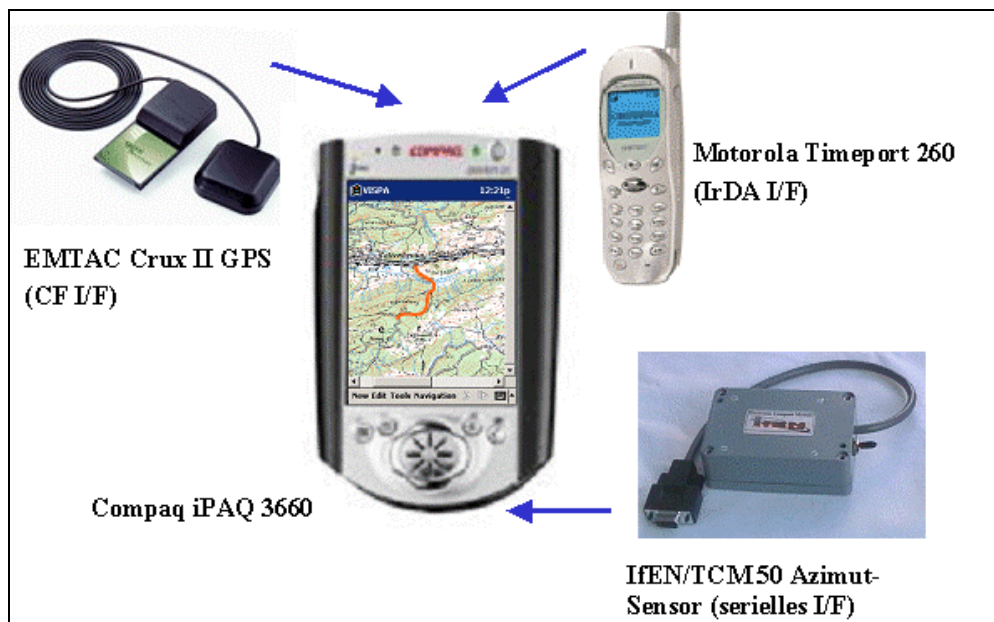 EMTAC Crux II GPS
(CF I/F)
Motorola Timeport 260
(IrDA I/F)
COMPAQ
VISPA 12:21p
New Edit Tools Navigation
Compaq iPAQ 3660
IfEN/TCM50 Azimut-
Sensor (serielles I/F)